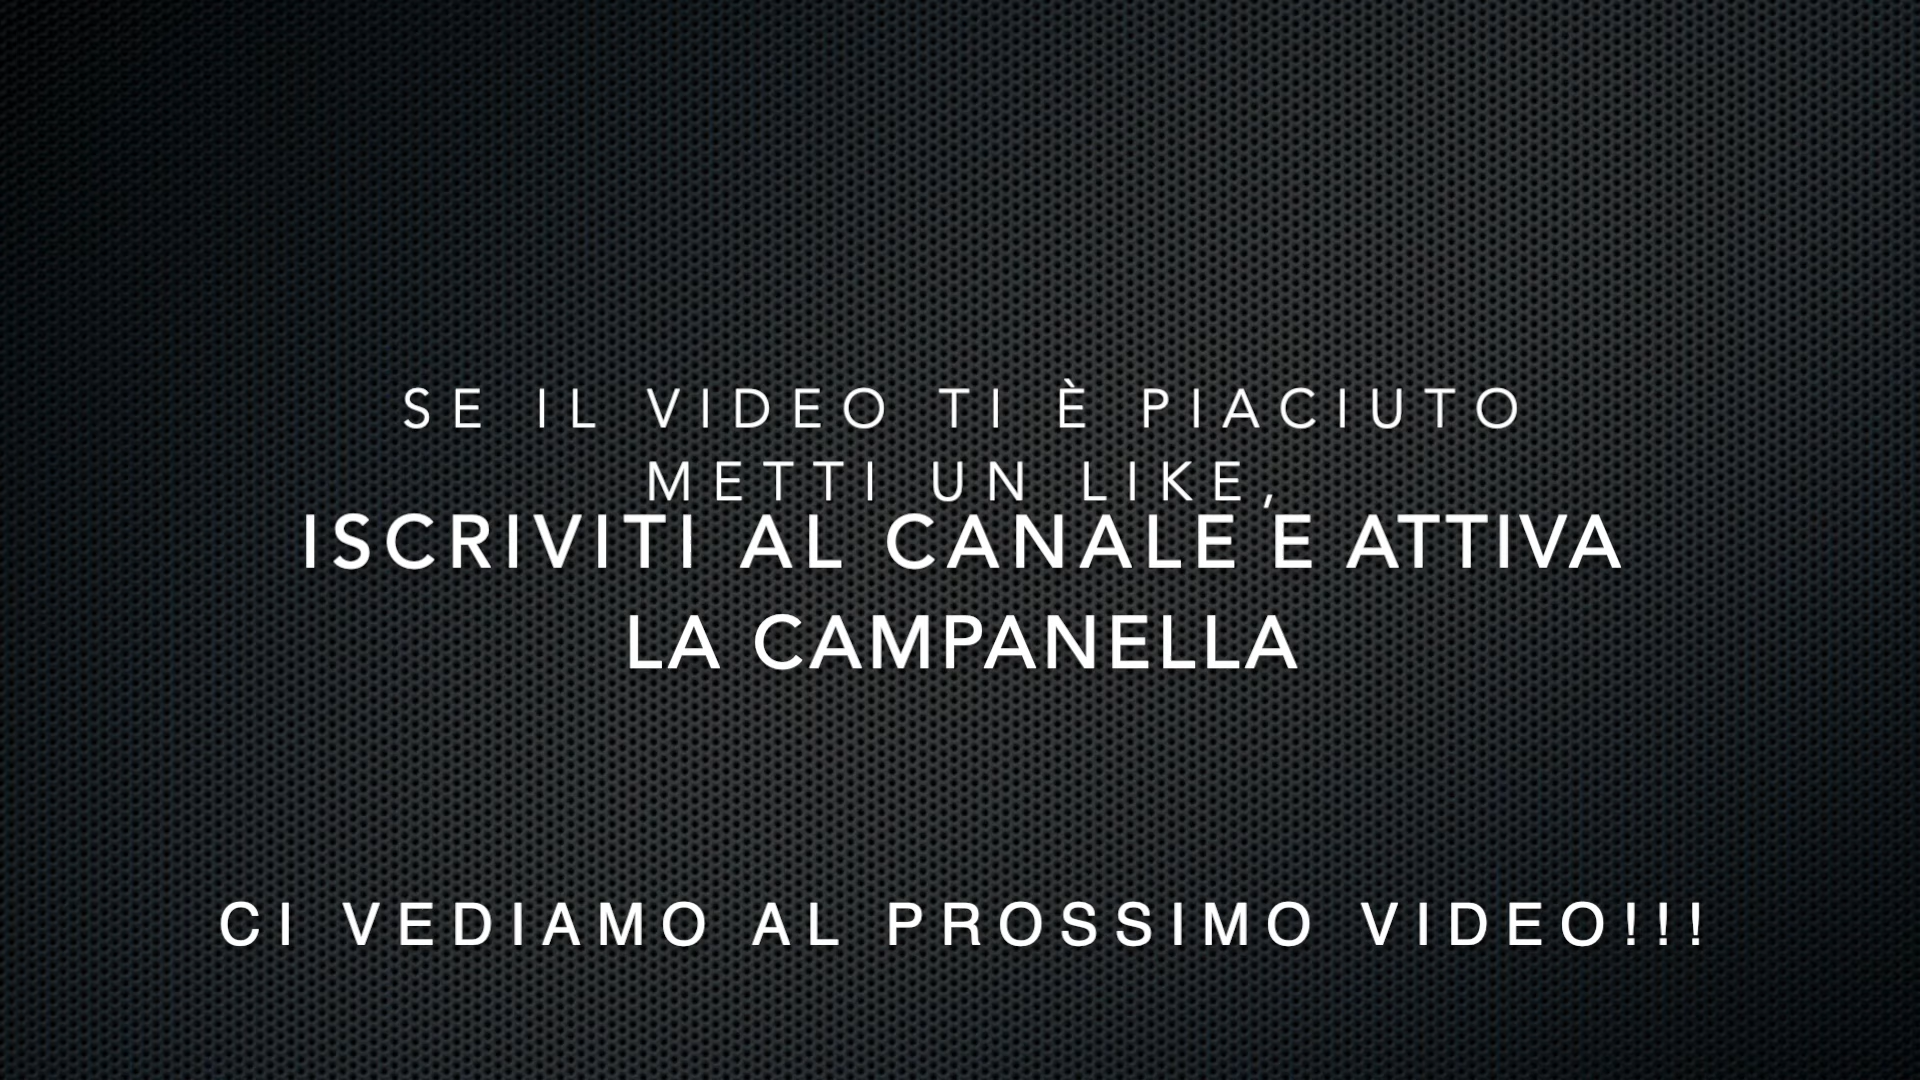 SE IL VIDEO TI È PIACIUTO
METTI UN LIKE,
ISCRIVITI AL CANALE E ATTIVA
LA CAMPANELLA
CI VEDIAMO AL PROSSIMO VIDEO!!!